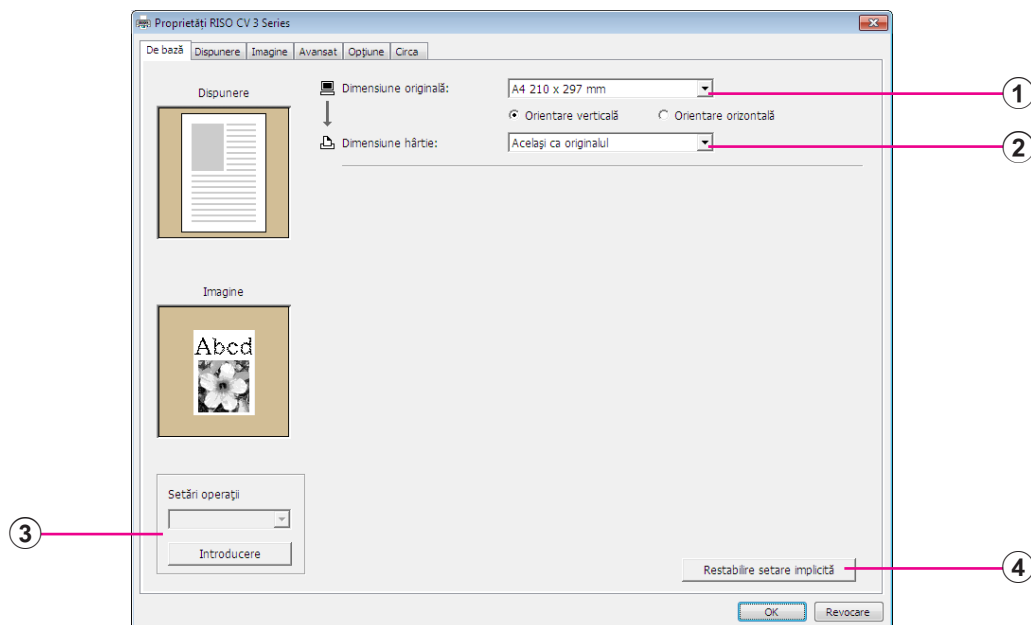 Proprietăți RISO CV 3 Series
De bază Dispunere Imagine Avansat Opțiune Circa
Dispunere
Dimensiune originală: A4 210 x 297 mm
1
Orientare verticală Orientare orizontală
Dimensiune hârtie: Același ca originalul
2
Imagine
Abcd
Setări operații
3
Introducere
Restabilire setare implicită
4
OK Revocare